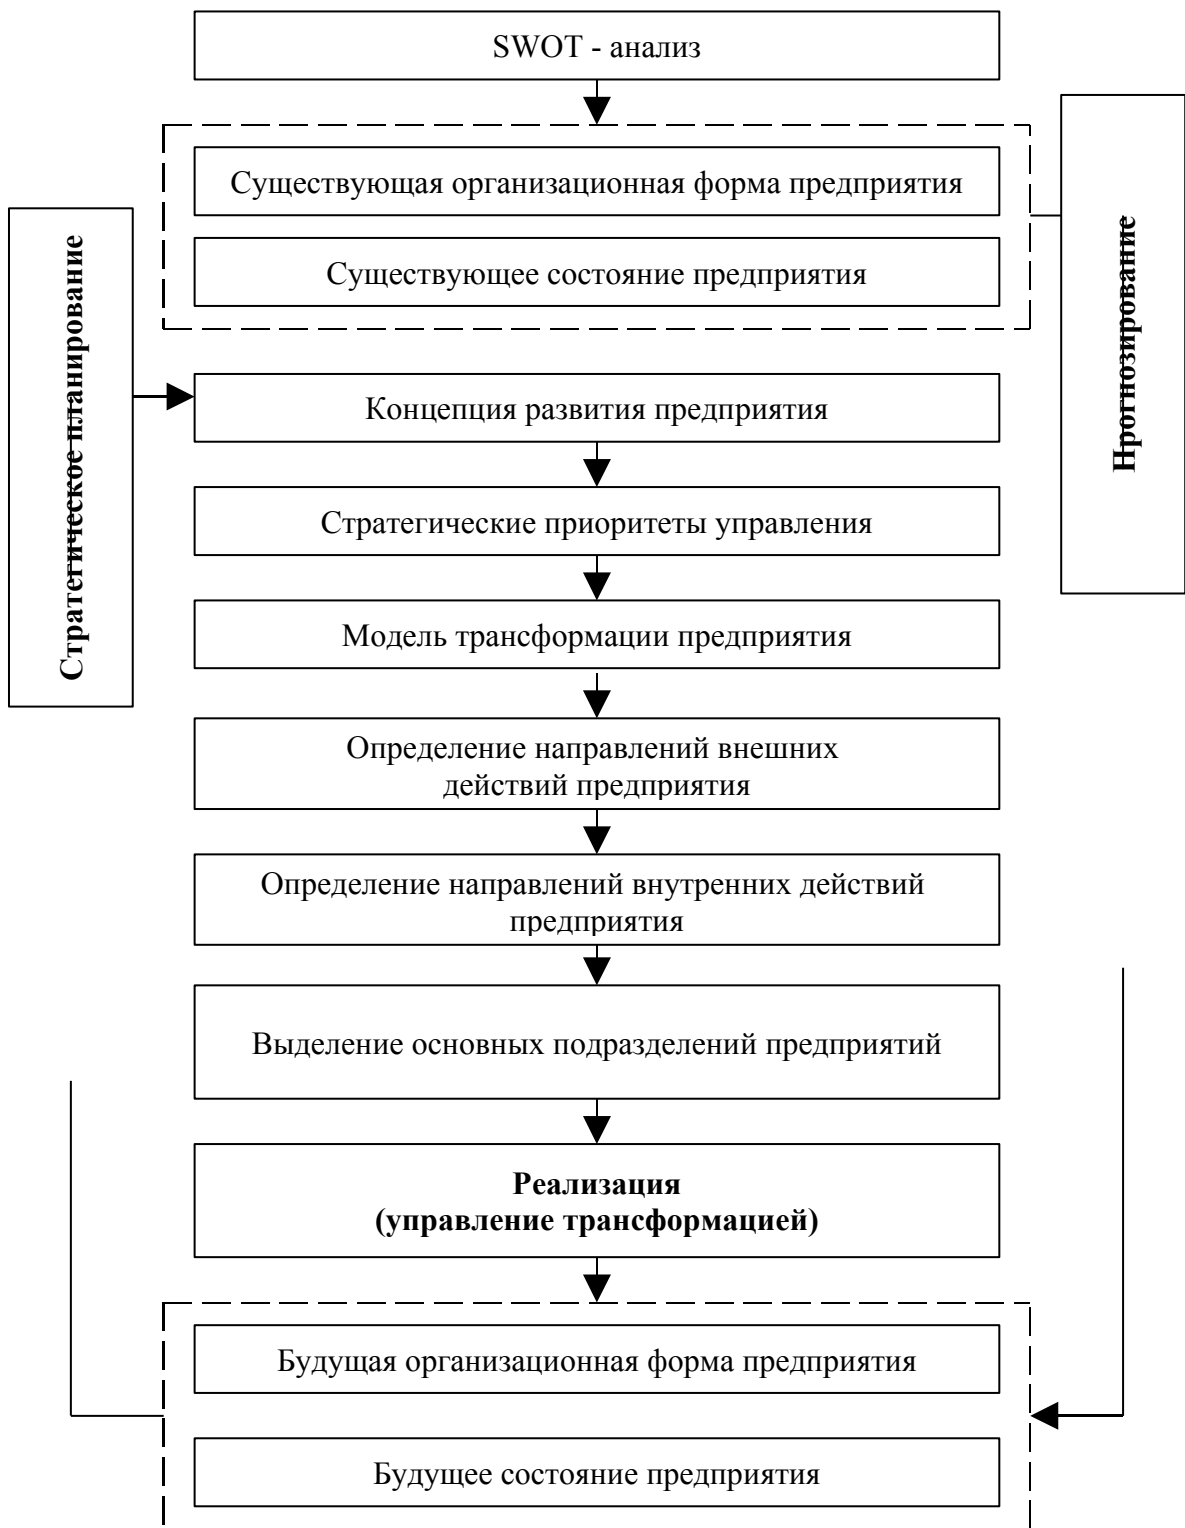 SWOT - анализ
Существующая организационная форма предприятия
Существующее состояние предприятия
Стратегическое планирование
Нрогнозирование
Концепция развития предприятия
Стратегические приоритеты управления
Модель трансформации предприятия
Определение направлений внешних
действий предприятия
Определение направлений внутренних действий
предприятия
Выделение основных подразделений предприятий
Реализация
(управление трансформацией)
Будущая организационная форма предприятия
Будущее состояние предприятия